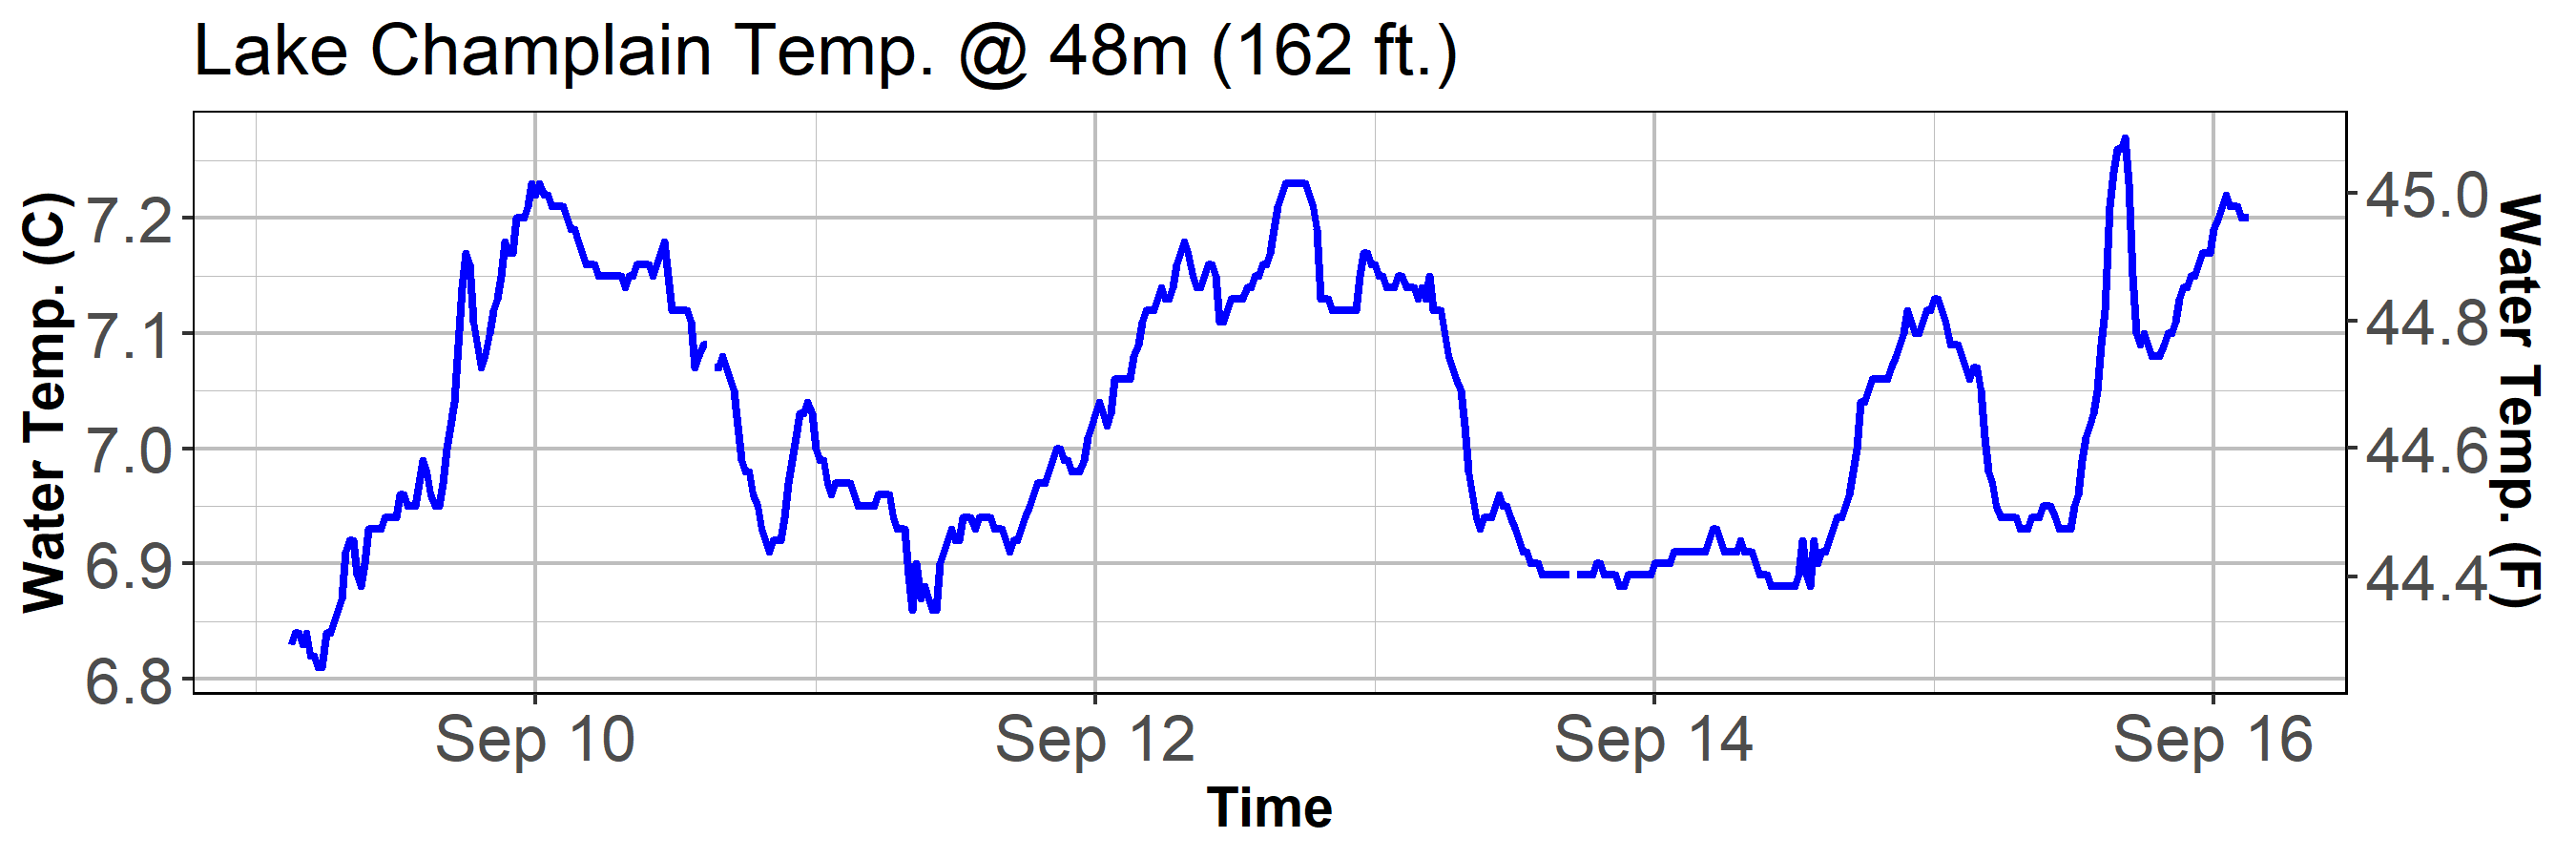 Lake Champlain Temp. @ 48m (162 ft.)
Water Temp. (C)
7.2
7.1
7.0
6.9
6.8
45.0
44.8
44.6
44.4
Water Temp. (F)
Sep 10
Sep 12
Sep 14
Sep 16
Time